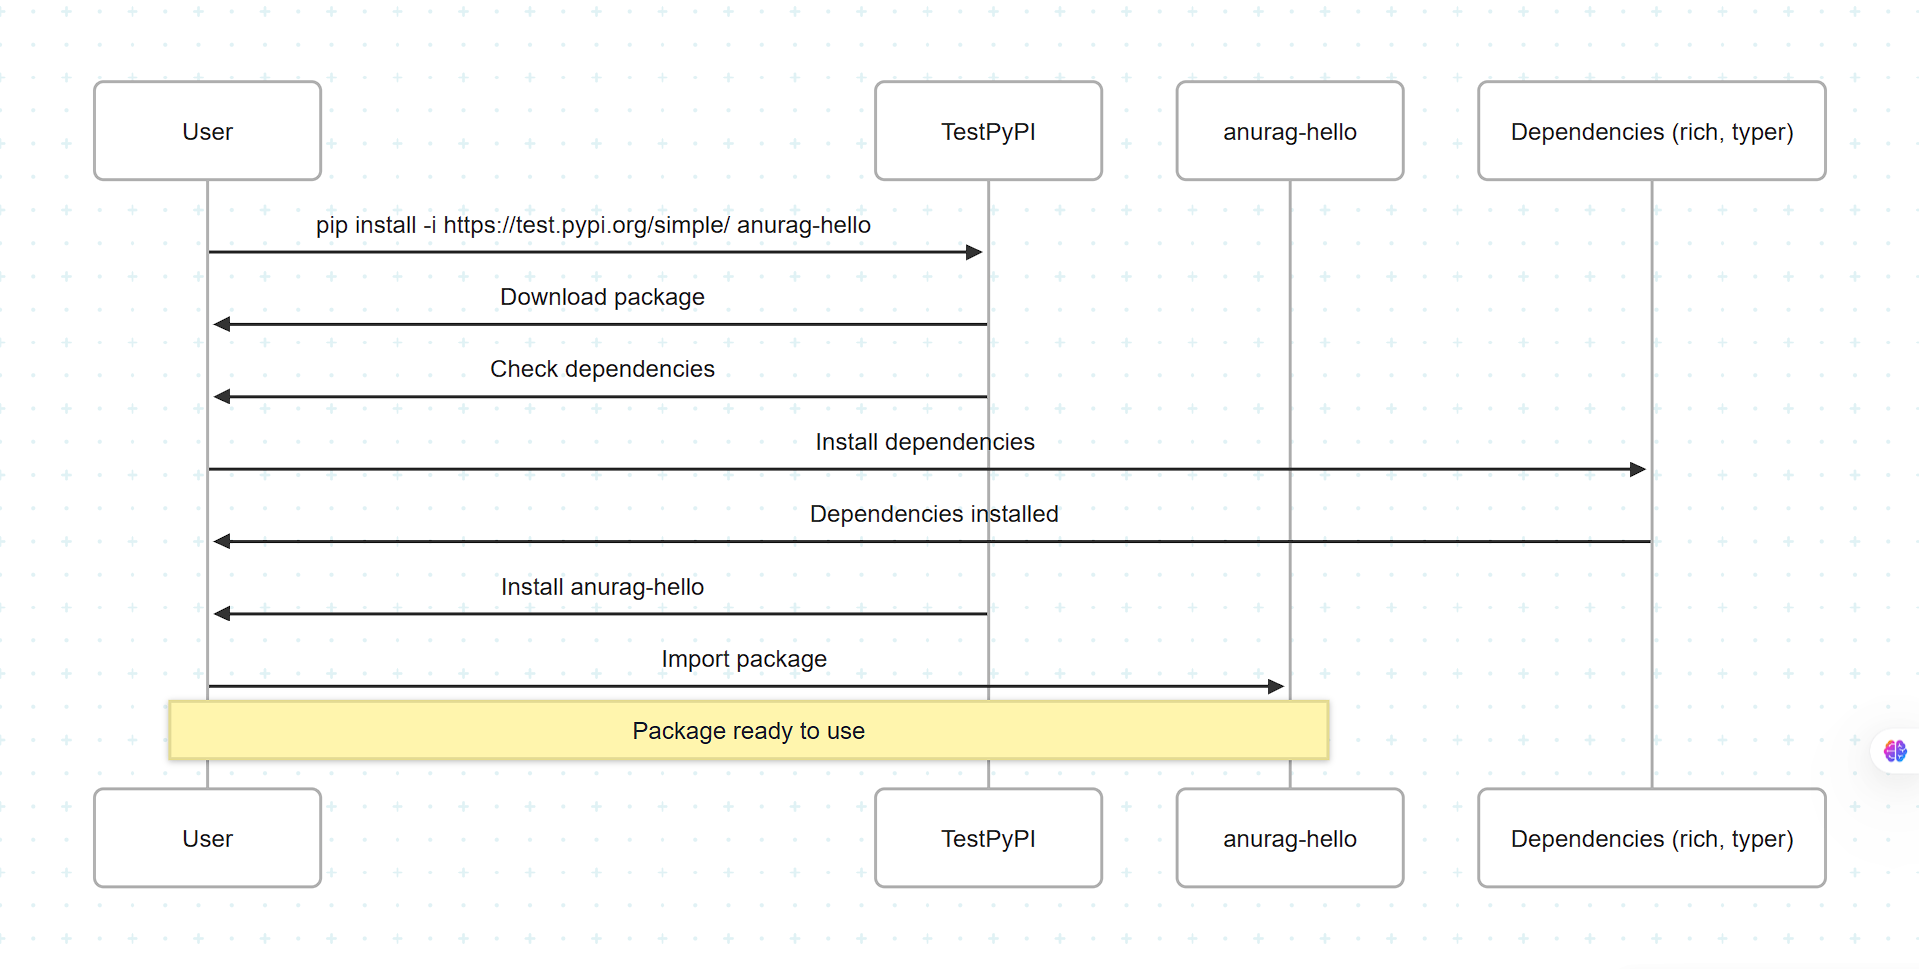 User
TestPyPI
anurag-hello
Dependencies (rich, typer)
pip install -i https://test.pypi.org/simple/ anurag-hello
Download package
Check dependencies
Install dependencies
Dependencies installed
Install anurag-hello
Import package
Package ready to use
User
TestPyPI
anurag-hello
Dependencies (rich, typer)